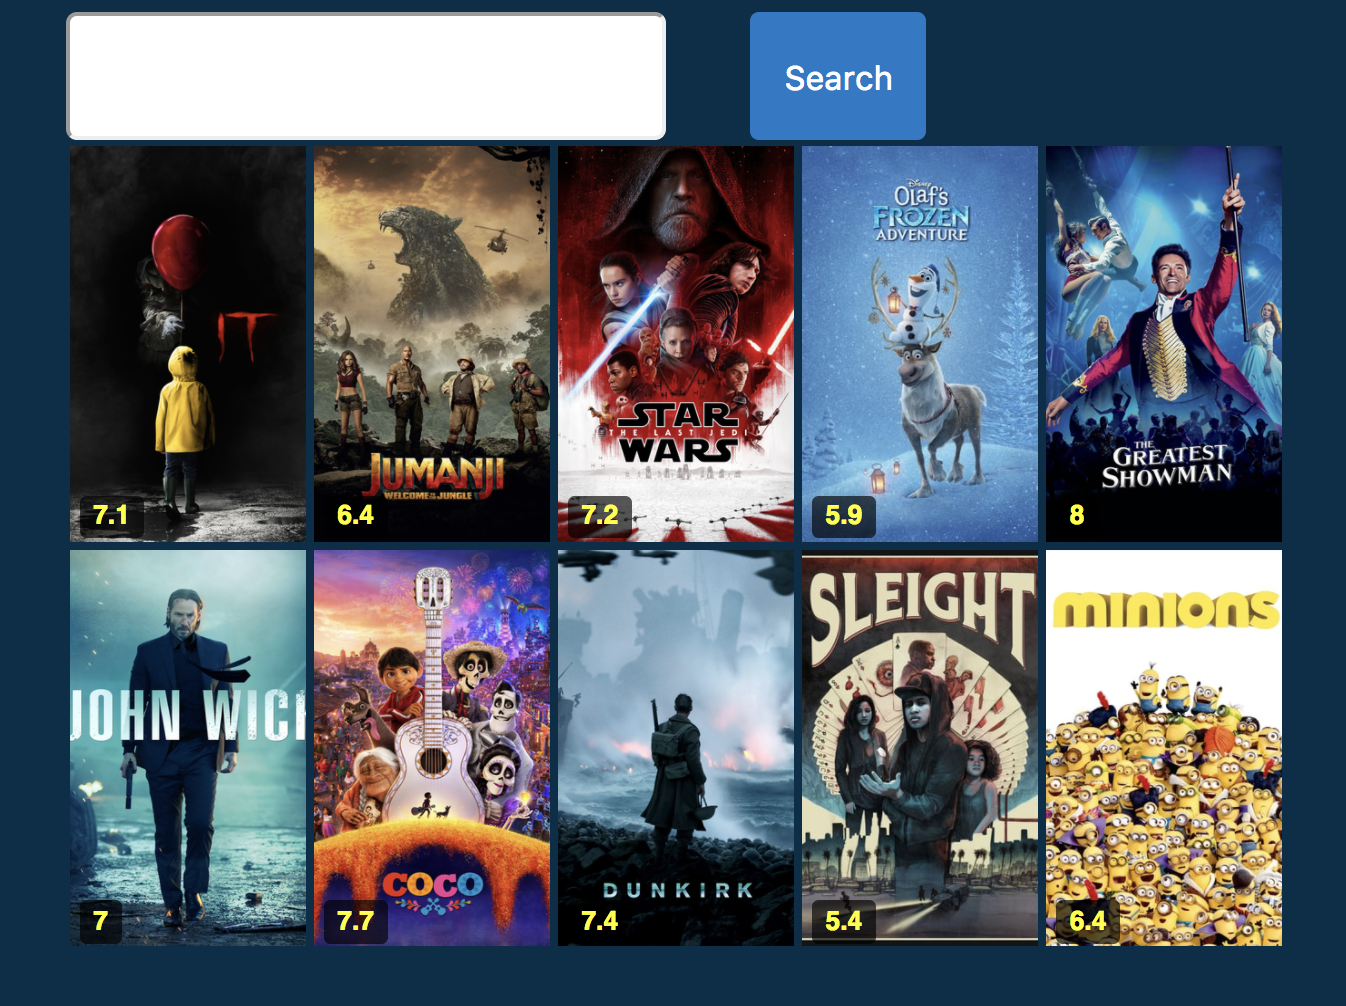 Search
IT
7.1
JUMANJI
WELCOME TO THE JUNGLE
6.4
STAR
THE LAST JEDI
WARS
7.2
Disney
Olaf's
FROZEN
ADVENTURE
5.9
THE
GREATEST
SHOWMAN
8
JOHN WICK
7
COCO
7.7
DUNKIRK
7.4
SLEIGHT
5.4
minions
6.4